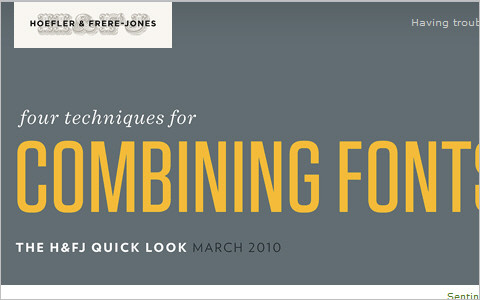 HOEFLER & FRERE-JONES
Having troub
four techniques for
COMBINING FONTS
THE H&FJ QUICK LOOK MARCH 2010
Sentin